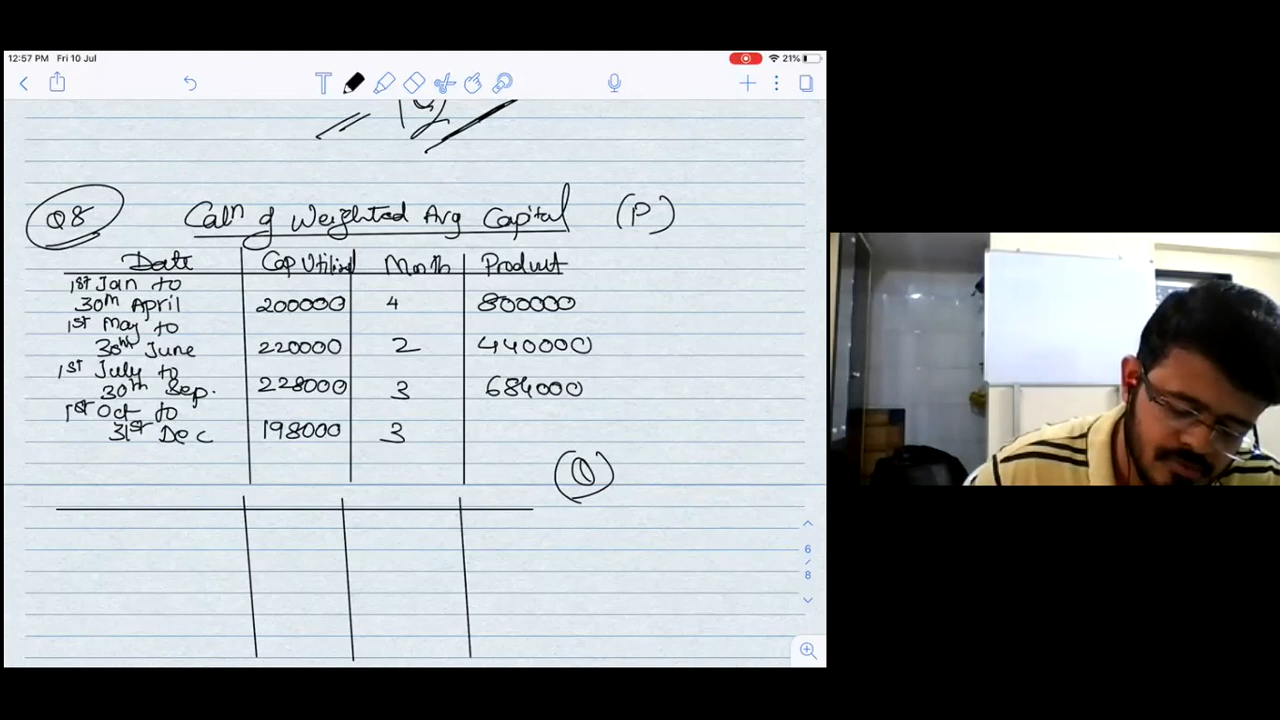 12:57 PM Fri 10 Jul
21%
T
Q8 Calⁿ of Weighted Avg Capital (P)
Date Cap Utilised Month Product
1st Jan to
30th April 200000 4 800000
1st May to
30th June 220000 2 440000
1st July to
30th Sep. 228000 3 684000
1st Oct to
31st Dec 198000 3
6
/
8